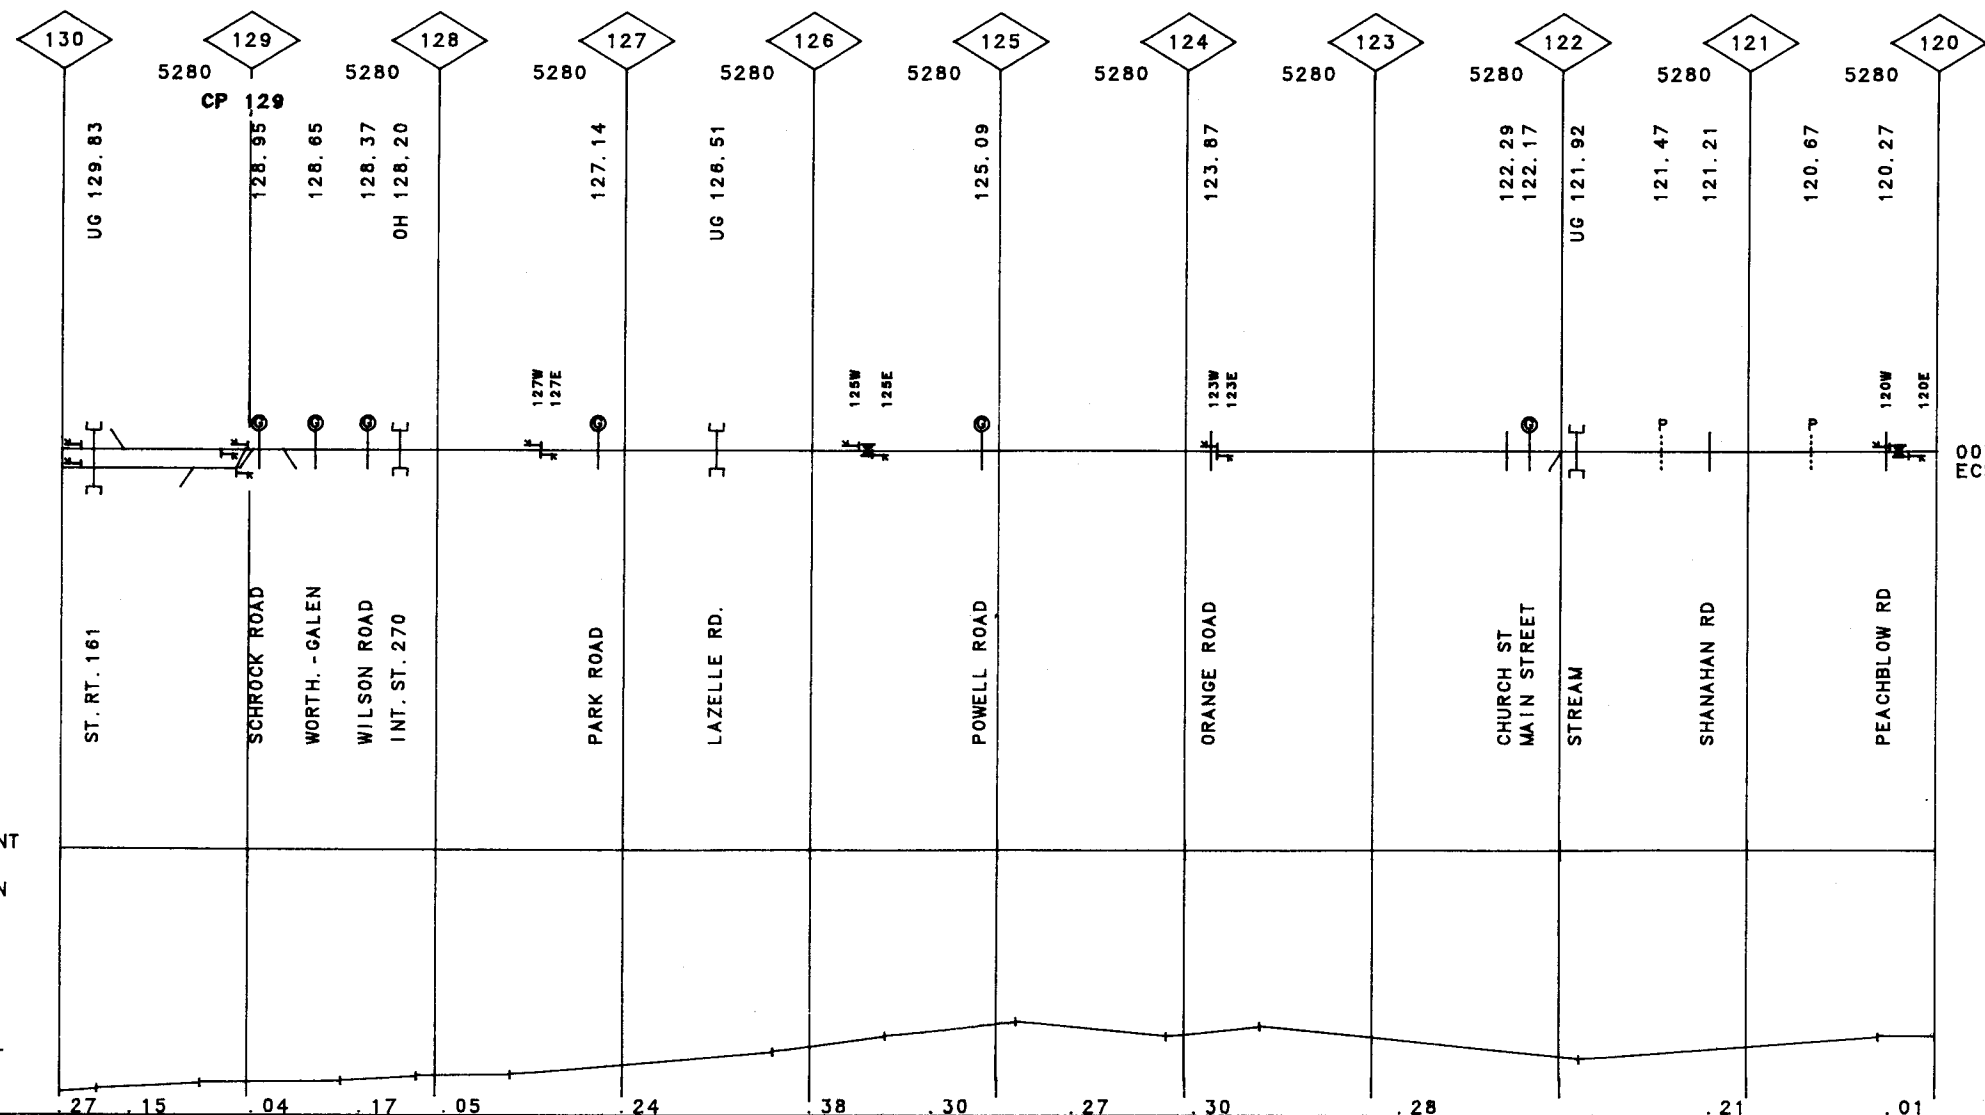 130 129 128 127 126 125 124 123 122 121 120
5280 5280 5280 5280 5280 5280 5280 5280 5280 5280
CP 129
UG 129.83
128.95
128.65
128.37
OH 128.20
127.14
UG 126.51
125.09
123.87
122.29
122.17
UG 121.92
121.47
121.21
120.67
120.27
127W
127E
125W
125E
123W
123E
120W
120E
G G G G G G P P
00
EC
ST.RT.161
SCHROCK ROAD
WORTH.-GALEN
WILSON ROAD
INT.ST.270
PARK ROAD
LAZELLE RD.
POWELL ROAD
ORANGE ROAD
CHURCH ST
MAIN STREET
STREAM
SHANAHAN RD
PEACHBLOW RD
NT
N
T
.27 .15 .04 .17 .05 .24 .38 .30 .27 .30 .28 .21 .01